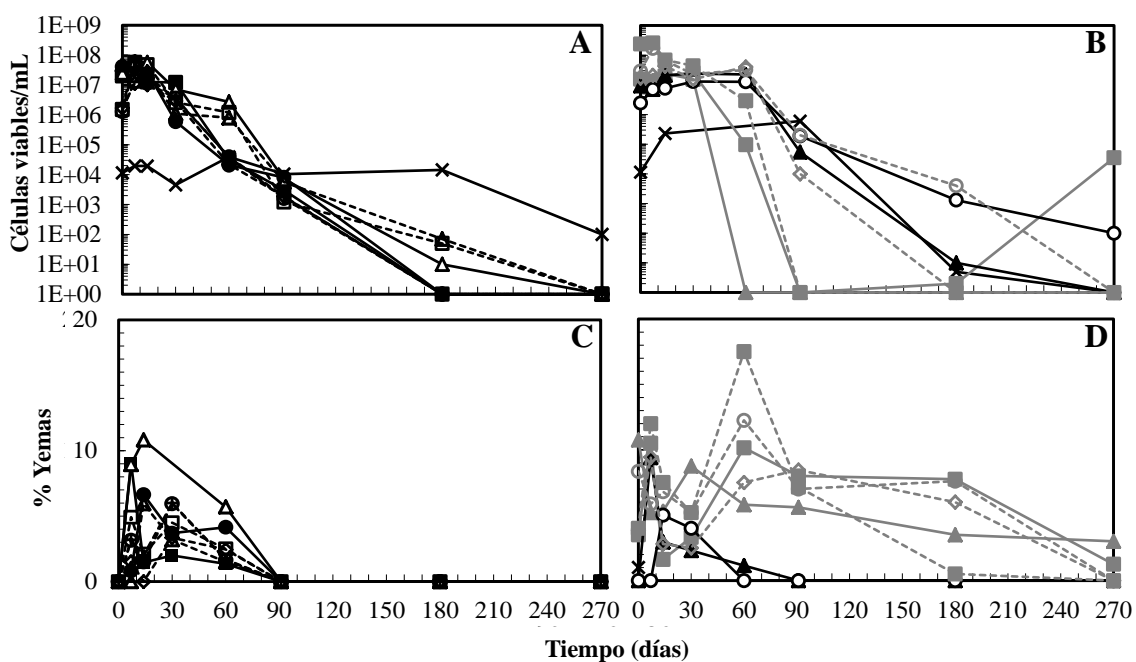 A
B
1E+09
1E+08
1E+07
1E+06
1E+05
1E+04
1E+03
1E+02
1E+01
1E+00
Células viables/mL
C
D
20
10
0
% Yemas
0 30 60 90 120 150 180 210 240 270
0 30 60 90 120 150 180 210 240 270
Tiempo (días)